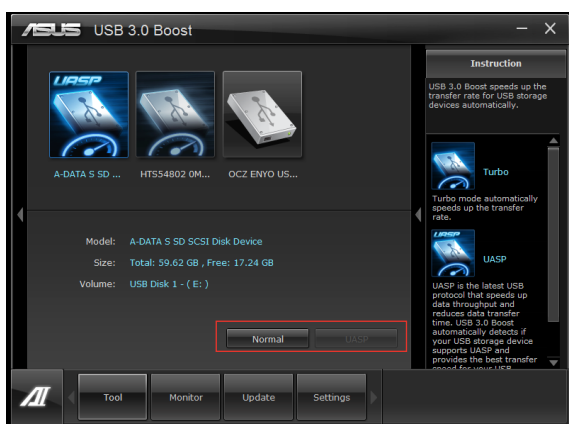 ASUS USB 3.0 Boost
UASP
A-DATA S SD ...
HTS54802 0M...
OCZ ENYO US...
Model: A-DATA S SD SCSI Disk Device
Size: Total: 59.62 GB , Free: 17.24 GB
Volume: USB Disk 1 - ( E: )
Normal
UASP
Instruction
USB 3.0 Boost speeds up the
transfer rate for USB storage
devices automatically.
Turbo
Turbo mode automatically
speeds up the transfer
rate.
UASP
UASP
UASP is the latest USB
protocol that speeds up
data throughput and
reduces data transfer
time. USB 3.0 Boost
automatically detects if
your USB storage device
supports UASP and
provides the best transfer
speed for your USB
Tool
Monitor
Update
Settings